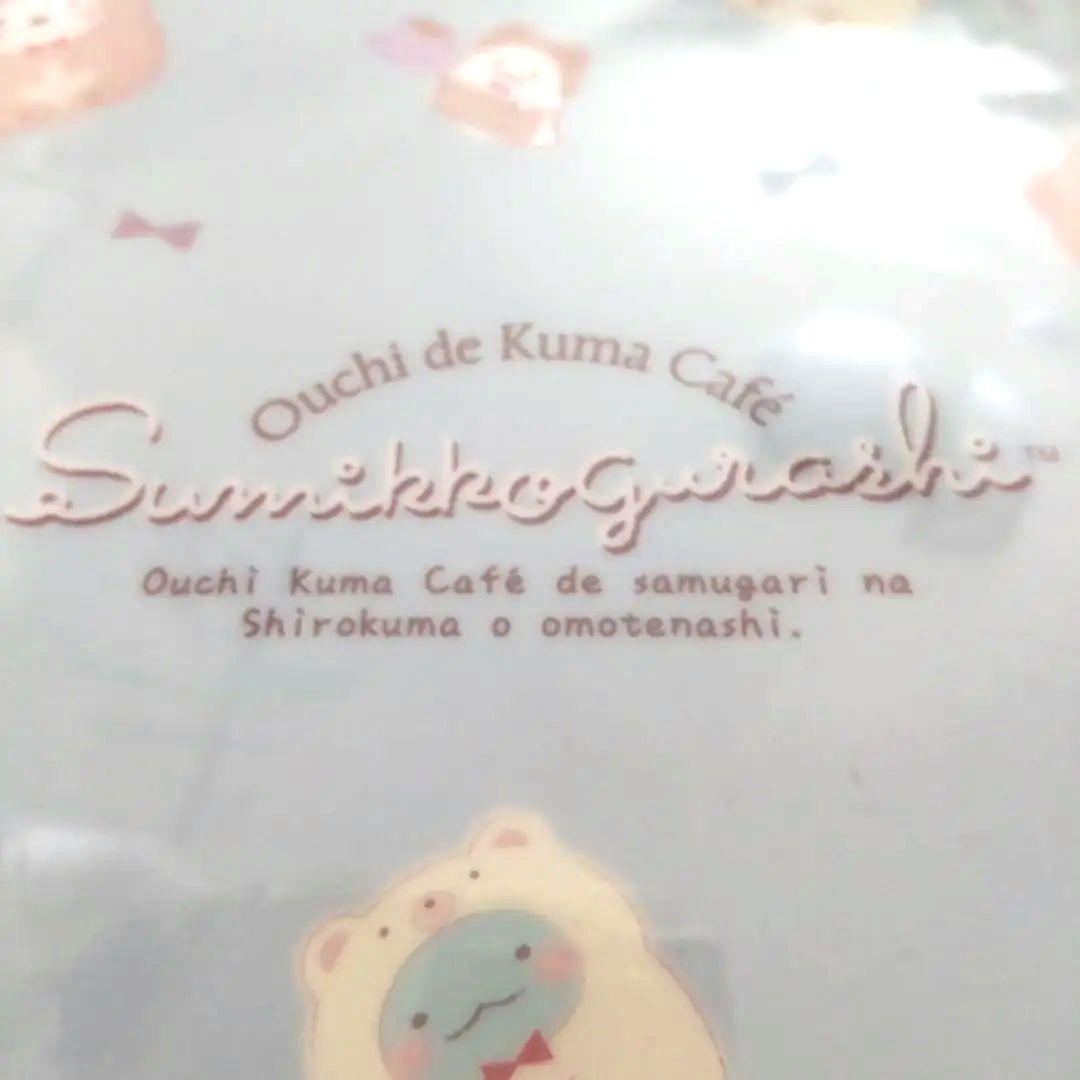 Ouchi de Kuma Café
Sumikkogurashi™
Ouchi Kuma Café de samugari na
Shirokuma o omotenashi.